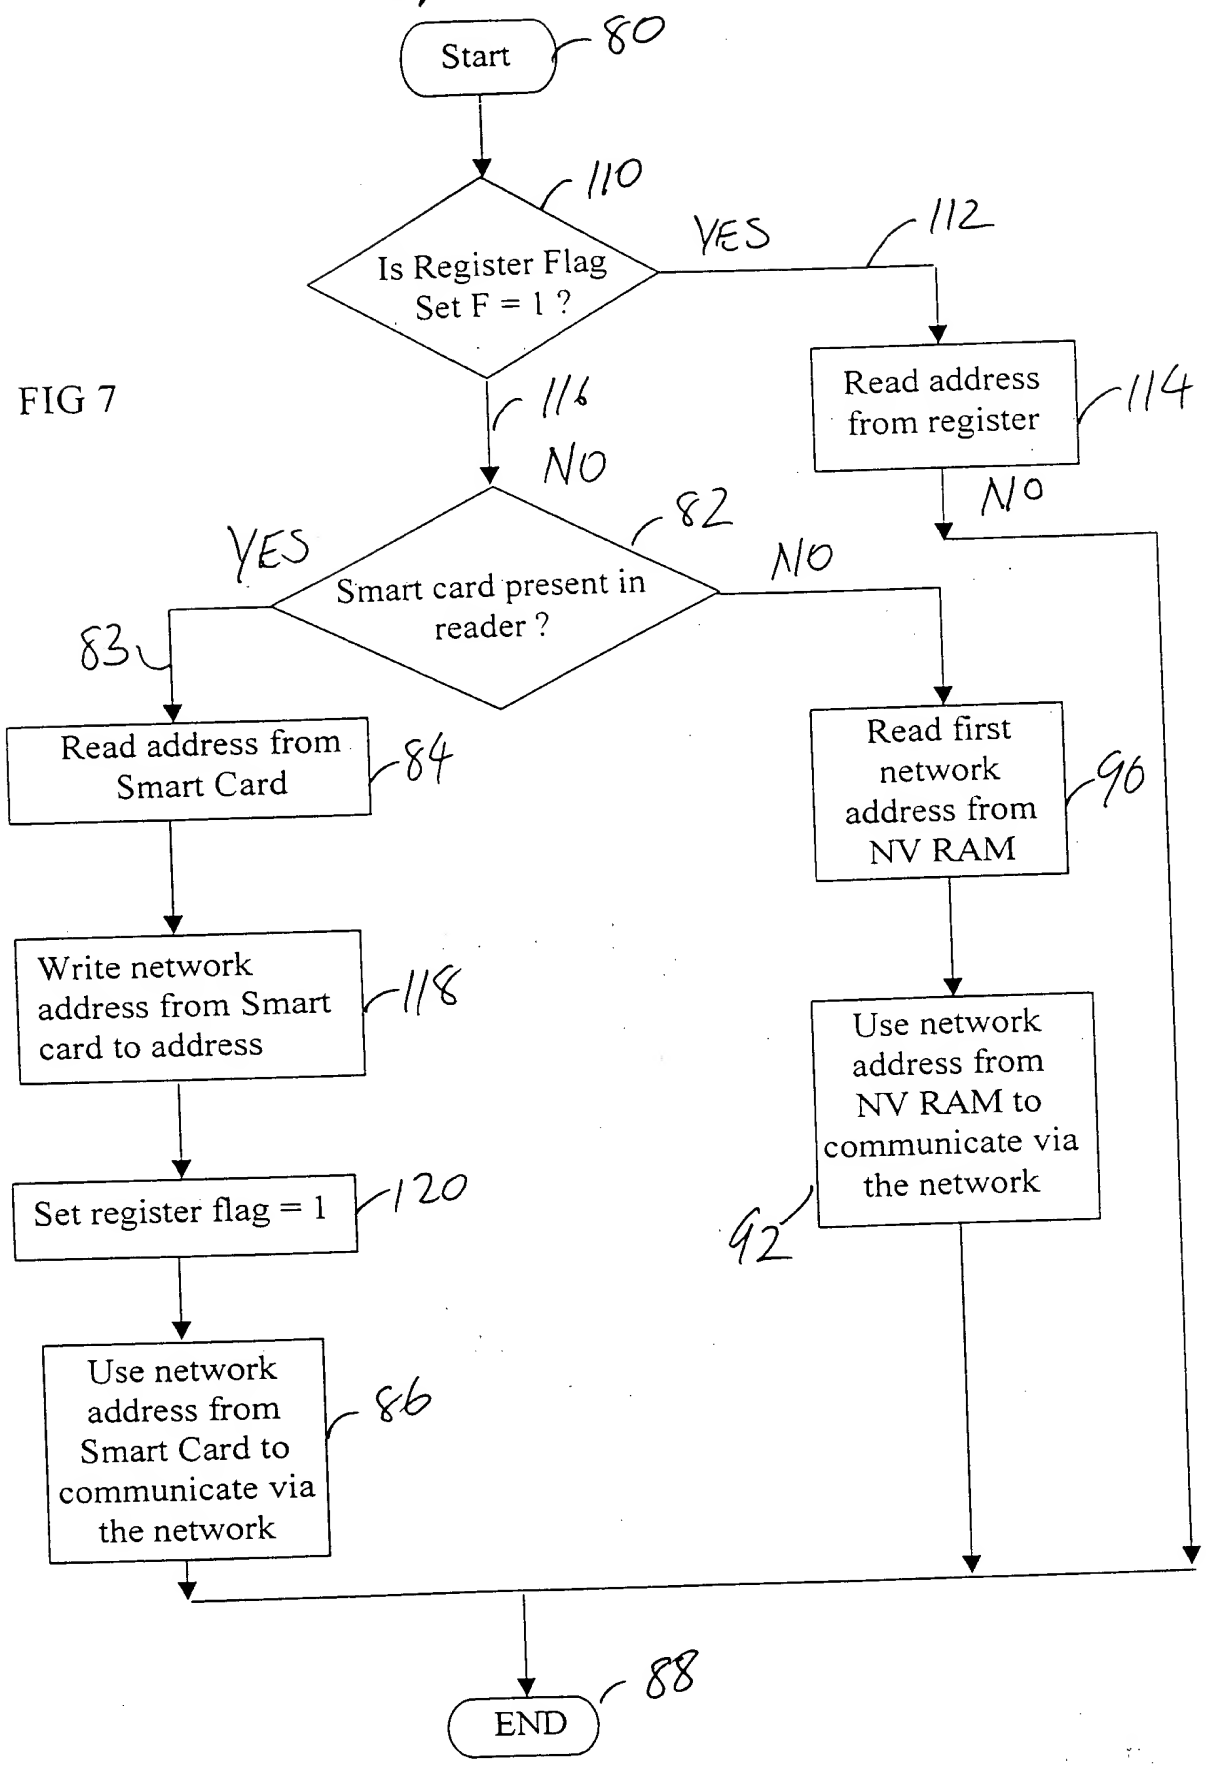 Start
80
110
YES
112
Is Register Flag
Set F = 1 ?
FIG 7
116
NO
Read address
from register
114
NO
82
YES
NO
Smart card present in
reader ?
83
Read address from
Smart Card
84
Read first
network
address from
NV RAM
90
Write network
address from Smart
card to address
118
Use network
address from
NV RAM to
communicate via
the network
92
Set register flag = 1
120
Use network
address from
Smart Card to
communicate via
the network
86
88
END